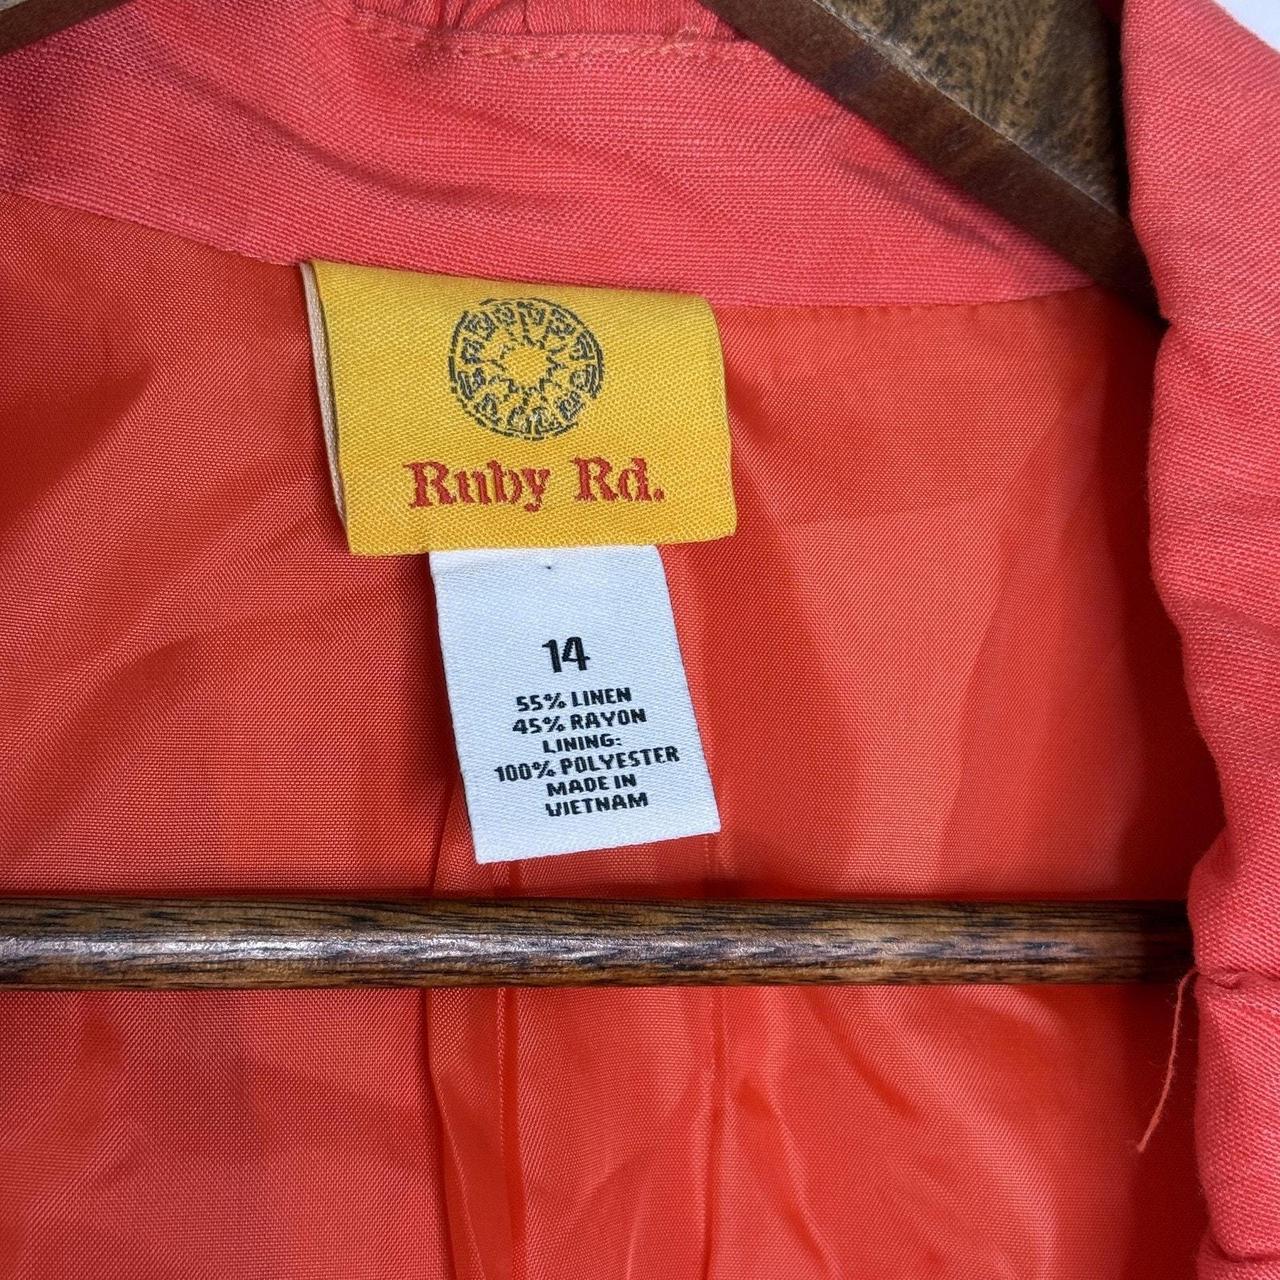 Ruby Rd.
14
55% LINEN
45% RAYON
LINING:
100% POLYESTER
MADE IN
VIETNAM